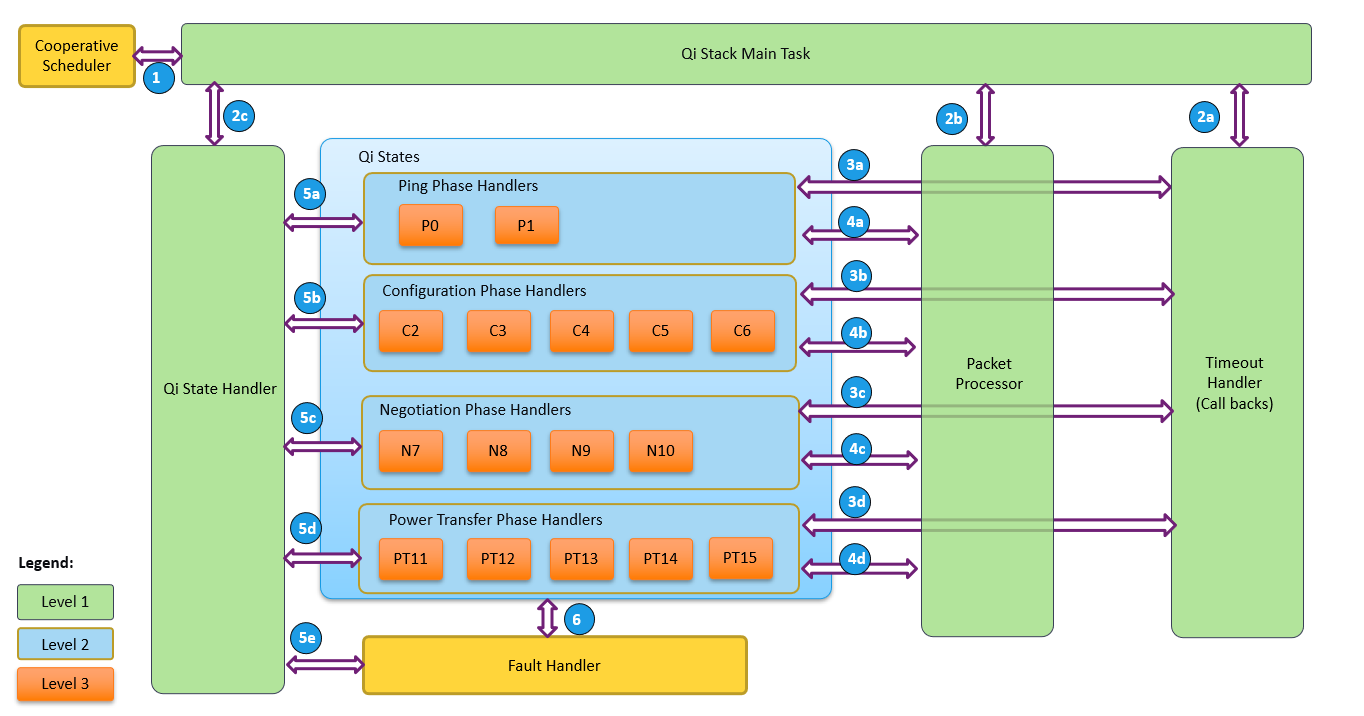 Cooperative
Scheduler
1
Qi Stack Main Task
2c
2b
2a
Qi States
Ping Phase Handlers
P0
P1
3a
5a
4a
Configuration Phase Handlers
C2
C3
C4
C5
C6
3b
5b
4b
Qi State Handler
Packet
Processor
Timeout
Handler
(Call backs)
Negotiation Phase Handlers
N7
N8
N9
N10
3c
5c
4c
Power Transfer Phase Handlers
PT11
PT12
PT13
PT14
PT15
3d
5d
4d
6
5e
Fault Handler
Legend:
Level 1
Level 2
Level 3